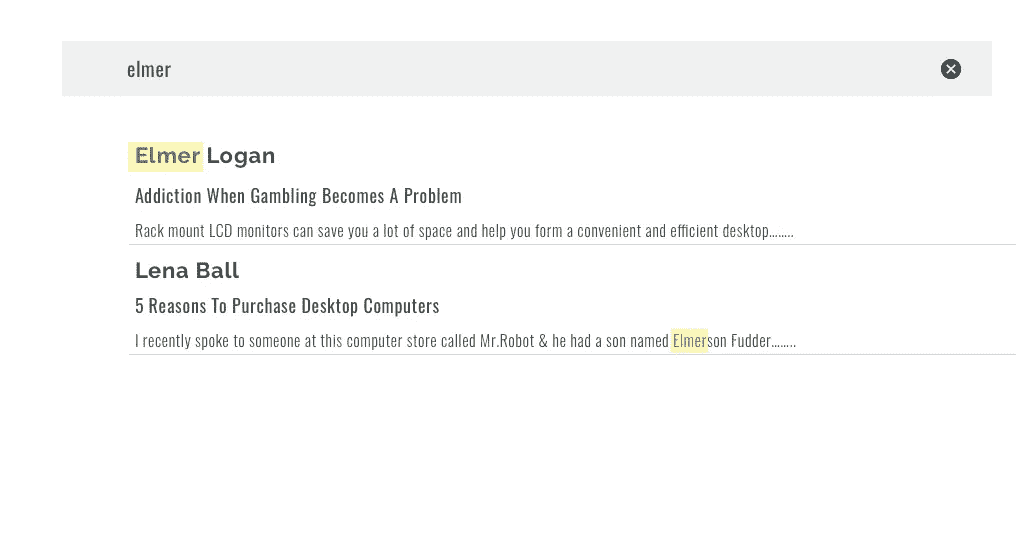 elmer
Elmer Logan
Addiction When Gambling Becomes A Problem
Rack mount LCD monitors can save you a lot of space and help you form a convenient and efficient desktop........
Lena Ball
5 Reasons To Purchase Desktop Computers
I recently spoke to someone at this computer store called Mr.Robot & he had a son named Elmerson Fudder........